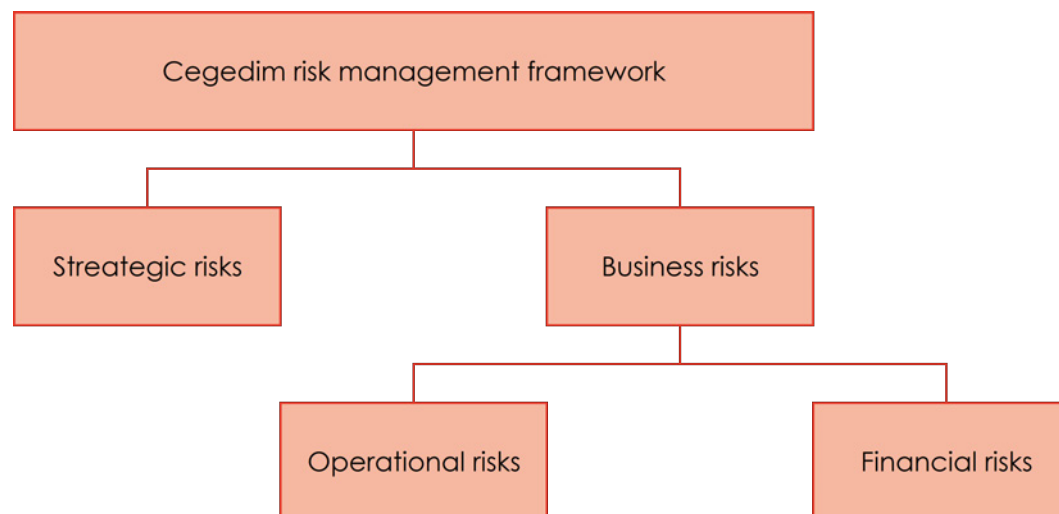 Cegedim risk management framework
Streategic risks
Business risks
Operational risks
Financial risks